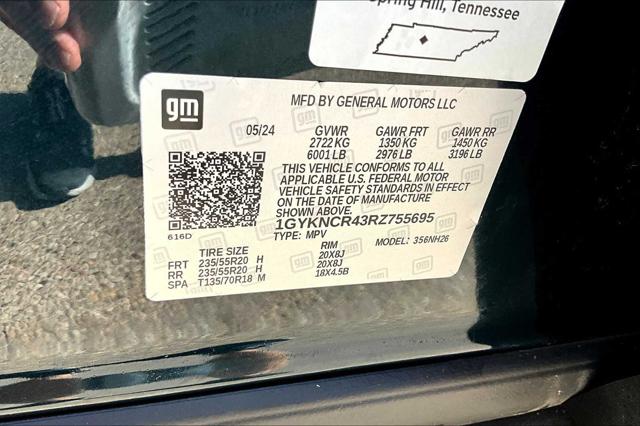 Spring Hill, Tennessee
gm
MFD BY GENERAL MOTORS LLC
05/24 GVWR GAWR FRT GAWR RR
2722 KG 1350 KG 1450 KG
6001 LB 2976 LB 3196 LB
THIS VEHICLE CONFORMS TO ALL
APPLICABLE U.S. FEDERAL MOTOR
VEHICLE SAFETY STANDARDS IN EFFECT
ON THE DATE OF MANUFACTURE
SHOWN ABOVE.
1GYKNCR43RZ755695
616D TYPE: MPV MODEL: 356NH26
TIRE SIZE RIM
FRT 235/55R20 H 20X8J
RR 235/55R20 H 20X8J
SPA T135/70R18 M 18X4.5B